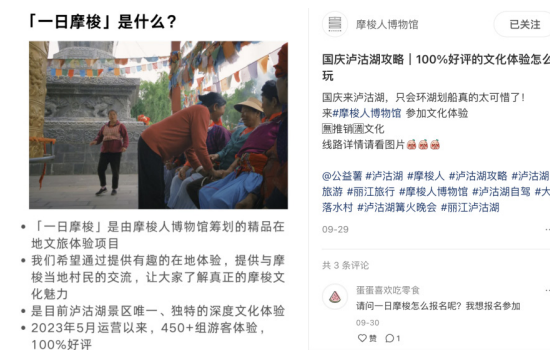 「一日摩梭」是什么？
「一日摩梭」是由摩梭人博物馆筹划的精品在
地文旅体验项目
我们希望通过提供有趣的在地体验，提供与摩
梭当地村民的交流，让大家了解真正的摩梭文
化魅力
是目前泸沽湖景区唯一、独特的深度文化体验
2023年5月运营以来，450+组游客体验，
100%好评
摩梭人博物馆
已关注
国庆泸沽湖攻略｜100%好评的文化体验怎么
玩
国庆来泸沽湖，只会环湖划船真的太可惜了！
来#摩梭人博物馆 参加文化体验
🈚推销🈵文化
线路详情请看图片
@公益薯 #泸沽湖 #摩梭人 #泸沽湖攻略 #泸沽湖
旅游 #丽江旅行 #摩梭人博物馆 #泸沽湖自驾 #大
落水村 #泸沽湖篝火晚会 #丽江泸沽湖
09-29
共 3 条评论
蛋蛋喜欢吃零食
请问一日摩梭怎么报名呢？我想报名参加
09-30
赞 1